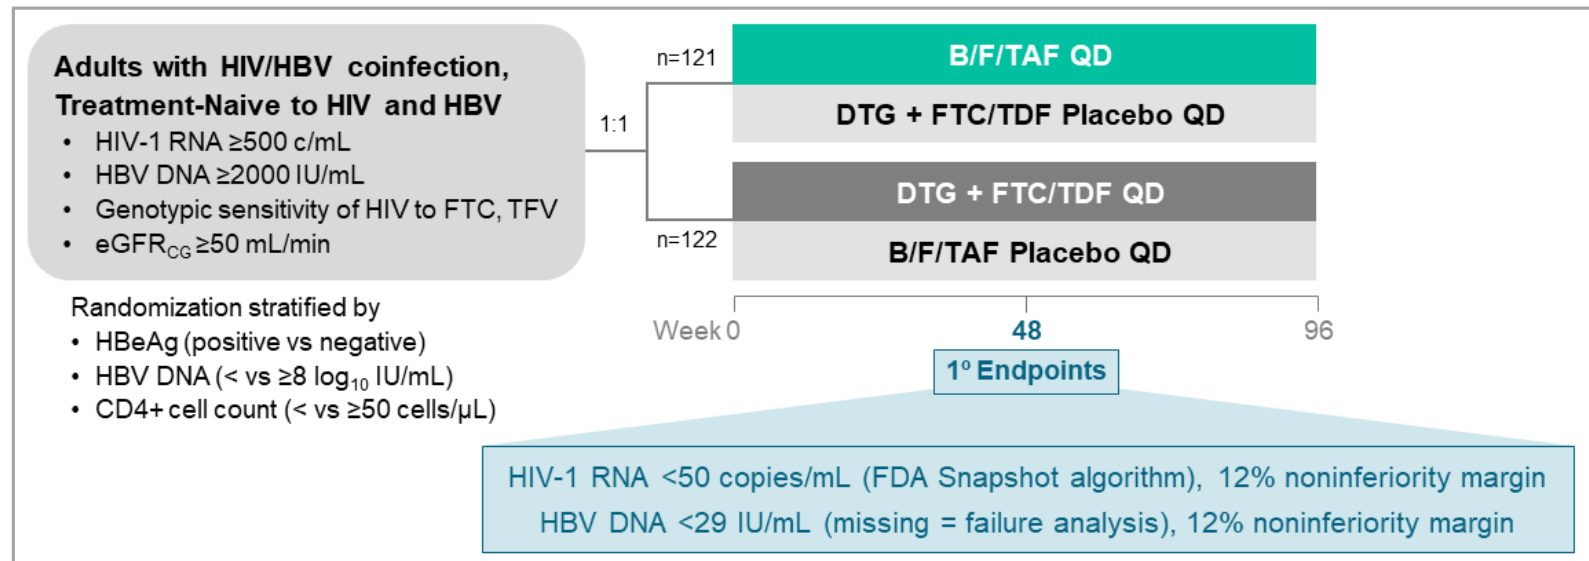 Adults with HIV/HBV coinfection,
Treatment-Naive to HIV and HBV
• HIV-1 RNA ≥500 c/mL
• HBV DNA ≥2000 IU/mL
• Genotypic sensitivity of HIV to FTC, TFV
• eGFRCG ≥50 mL/min
Randomization stratified by
• HBeAg (positive vs negative)
• HBV DNA (< vs ≥8 log10 IU/mL)
• CD4+ cell count (< vs ≥50 cells/µL)
1:1
n=121
n=122
B/F/TAF QD
DTG + FTC/TDF Placebo QD
DTG + FTC/TDF QD
B/F/TAF Placebo QD
Week 0 48 96
1º Endpoints
HIV-1 RNA <50 copies/mL (FDA Snapshot algorithm), 12% noninferiority margin
HBV DNA <29 IU/mL (missing = failure analysis), 12% noninferiority margin